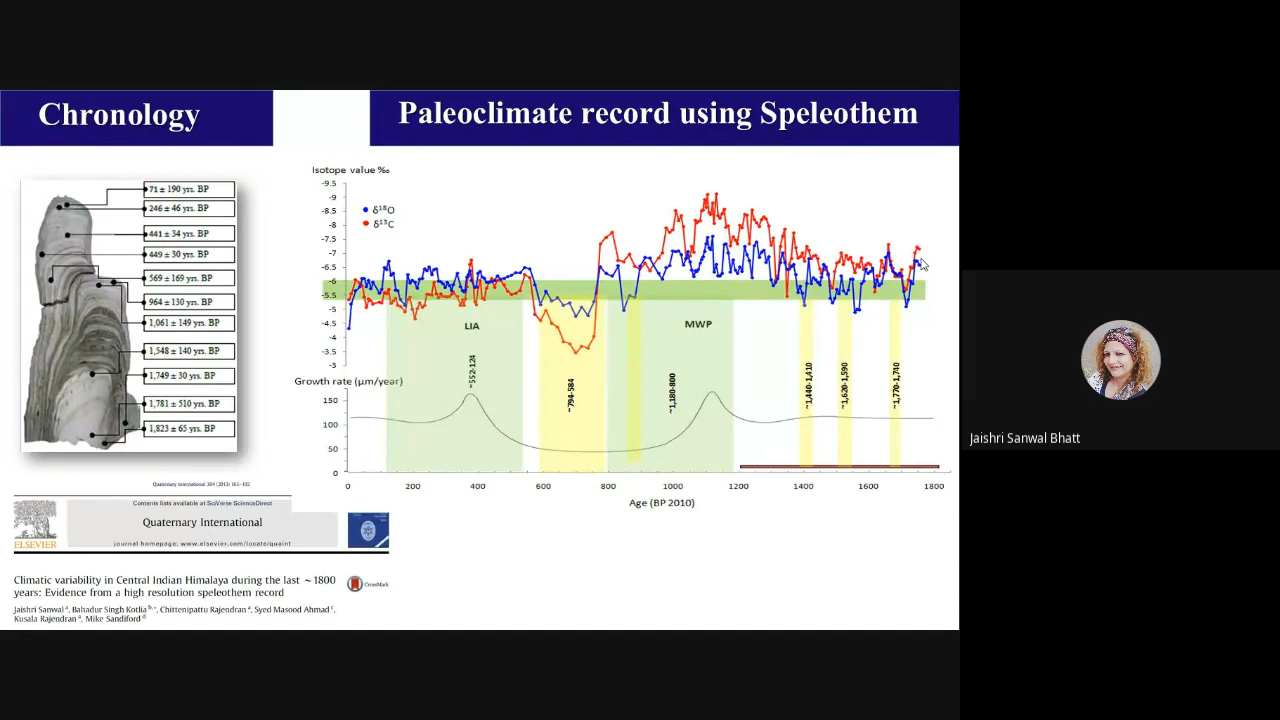 Chronology
Paleoclimate record using Speleothem
71 ± 190 yrs. BP
246 ± 46 yrs. BP
441 ± 34 yrs. BP
449 ± 30 yrs. BP
569 ± 169 yrs. BP
964 ± 130 yrs. BP
1,061 ± 149 yrs. BP
1,548 ± 140 yrs. BP
1,749 ± 30 yrs. BP
1,781 ± 510 yrs. BP
1,823 ± 65 yrs. BP
Isotope value ‰
-9.5
-9
-8.5
-8
-7.5
-7
-6.5
-6
-5.5
-5
-4.5
-4
-3.5
-3
δ¹⁸O
δ¹³C
LIA
MWP
~552-124
~794-584
~1,180-800
~1,440-1,410
~1,620-1,590
~1,770-1,740
Growth rate (μm/year)
150
100
50
0
0 200 400 600 800 1000 1200 1400 1600 1800
Age (BP 2010)
Quaternary International 304 (2013) 183–192
Contents lists available at SciVerse ScienceDirect
Quaternary International
journal homepage: www.elsevier.com/locate/quaint
ELSEVIER
Climatic variability in Central Indian Himalaya during the last ~1800
years: Evidence from a high resolution speleothem record
CrossMark
Jaishri Sanwal ᵃ, Bahadur Singh Kotlia ᵇ,*, Chittenipattu Rajendran ᵃ, Syed Masood Ahmad ᶜ,
Kusala Rajendran ᵃ, Mike Sandiford ᵈ
Jaishri Sanwal Bhatt